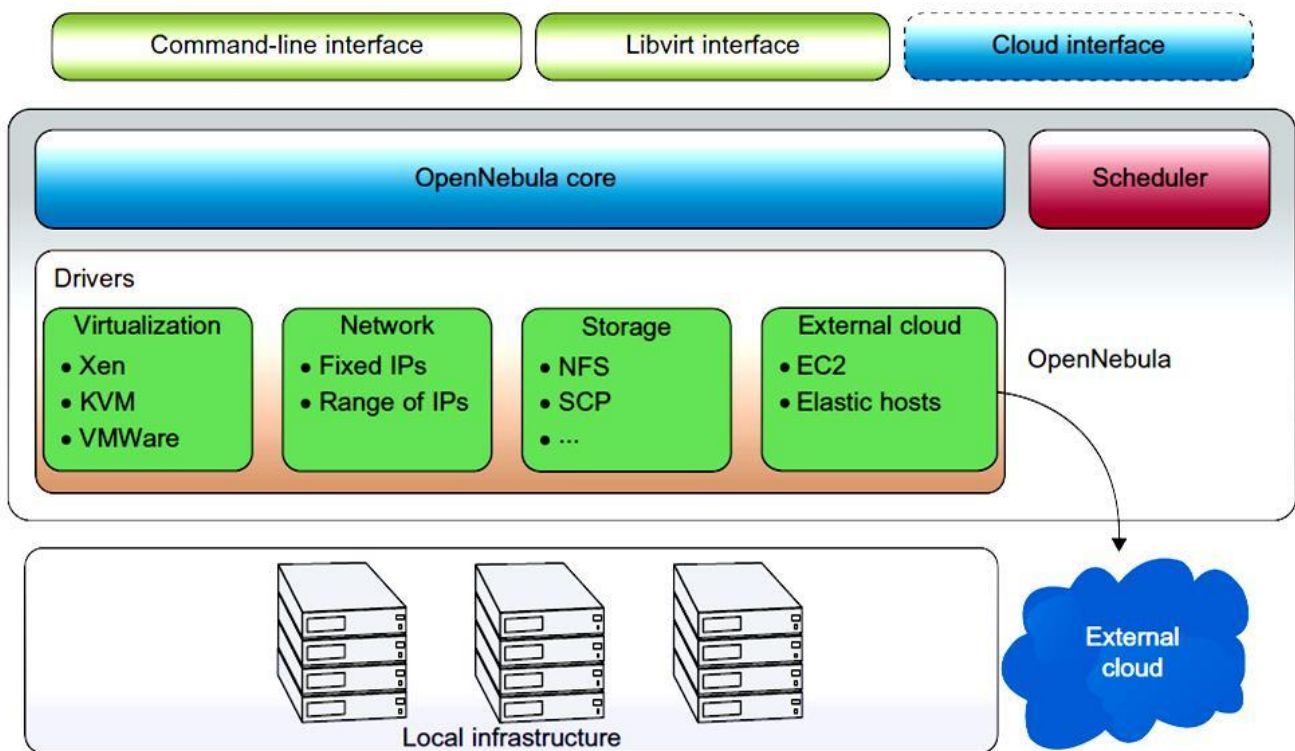 Command-line interface
Libvirt interface
Cloud interface
OpenNebula core
Scheduler
Drivers
Virtualization
• Xen
• KVM
• VMWare
Network
• Fixed IPs
• Range of IPs
Storage
• NFS
• SCP
• ...
External cloud
• EC2
• Elastic hosts
OpenNebula
Local infrastructure
External
cloud